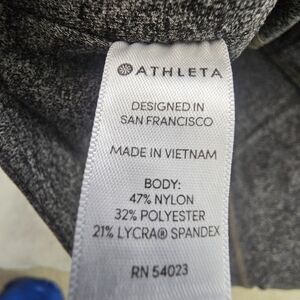 ATHLETA
DESIGNED IN
SAN FRANCISCO
MADE IN VIETNAM
BODY:
47% NYLON
32% POLYESTER
21% LYCRA® SPANDEX
RN 54023